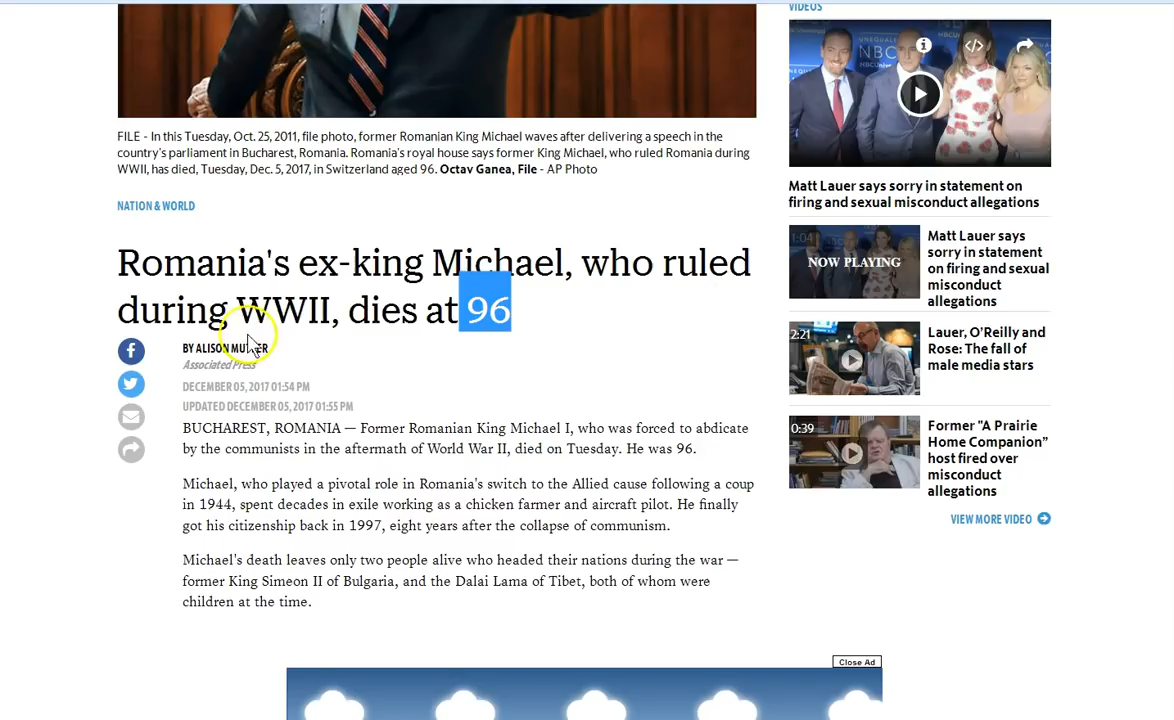 FILE - In this Tuesday, Oct. 25, 2011, file photo, former Romanian King Michael waves after delivering a speech in the
country's parliament in Bucharest, Romania. Romania's royal house says former King Michael, who ruled Romania during
WWII, has died, Tuesday, Dec. 5, 2017, in Switzerland aged 96. Octav Ganea, File - AP Photo
NATION & WORLD
Romania's ex-king Michael, who ruled
during WWII, dies at 96
BY ALISON
Associated Press
DECEMBER 05, 2017 01:54 PM
UPDATED DECEMBER 05, 2017 01:55 PM
BUCHAREST, ROMANIA — Former Romanian King Michael I, who was forced to abdicate
by the communists in the aftermath of World War II, died on Tuesday. He was 96.
Michael, who played a pivotal role in Romania's switch to the Allied cause following a coup
in 1944, spent decades in exile working as a chicken farmer and aircraft pilot. He finally
got his citizenship back in 1997, eight years after the collapse of communism.
Michael's death leaves only two people alive who headed their nations during the war —
former King Simeon II of Bulgaria, and the Dalai Lama of Tibet, both of whom were
children at the time.
Close Ad
VIDEOS
UNEQUALE
NBC
NBCUni
Matt Lauer says sorry in statement on
firing and sexual misconduct allegations
1:04
NOW PLAYING
Matt Lauer says
sorry in statement
on firing and sexual
misconduct
allegations
2:21
Lauer, O'Reilly and
Rose: The fall of
male media stars
0:39
Former "A Prairie
Home Companion”
host fired over
misconduct
allegations
VIEW MORE VIDEO